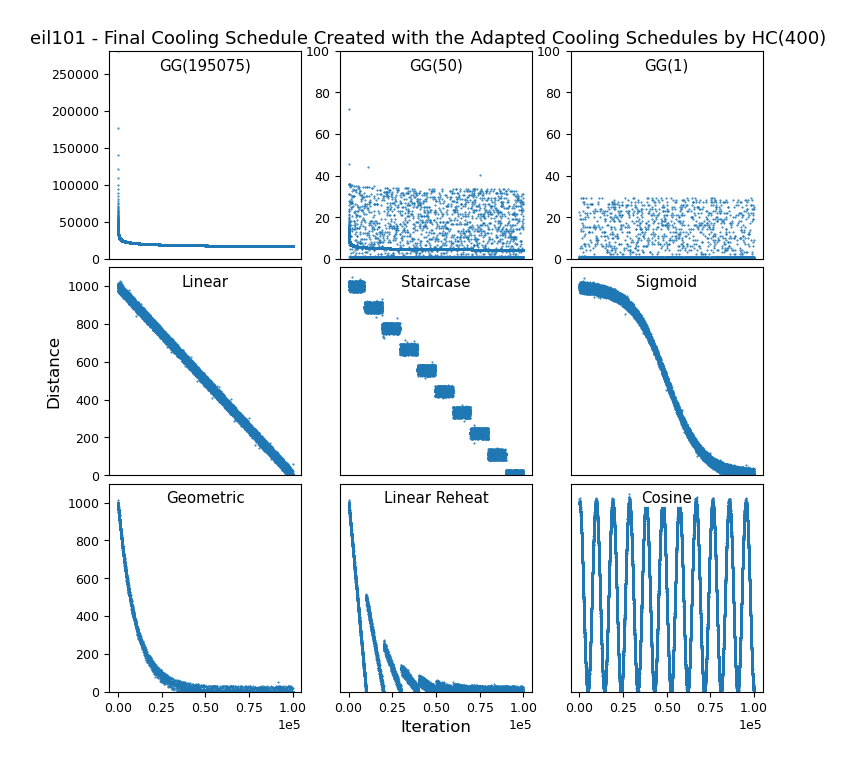 eil101 - Final Cooling Schedule Created with the Adapted Cooling Schedules by HC(400)
GG(195075)
250000
200000
150000
100000
50000
0
GG(50)
100
80
60
40
20
0
GG(1)
100
80
60
40
20
0
Distance
Linear
1000
800
600
400
200
0
Staircase
Sigmoid
Geometric
1000
800
600
400
200
0
0.00 0.25 0.50 0.75 1.00
1e5
Linear Reheat
0.00 0.25 0.50 0.75 1.00
1e5
Cosine
0.00 0.25 0.50 0.75 1.00
1e5
Iteration